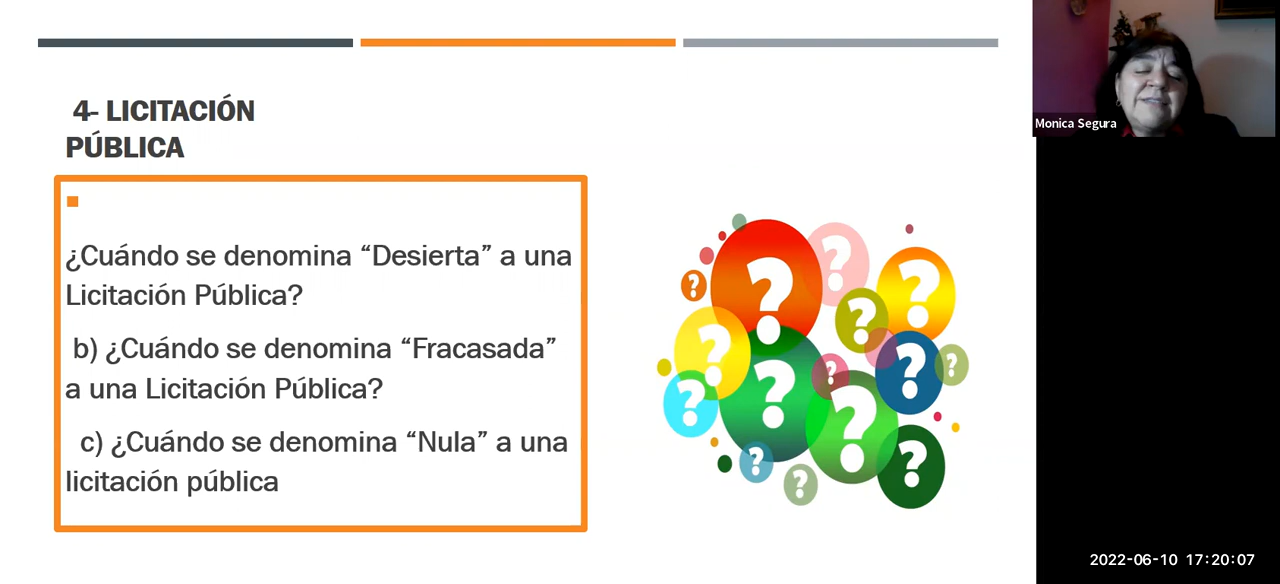 4- LICITACIÓN
PÚBLICA
¿Cuándo se denomina “Desierta” a una
Licitación Pública?
b) ¿Cuándo se denomina “Fracasada”
a una Licitación Pública?
c) ¿Cuándo se denomina “Nula” a una
licitación pública
? ? ? ? ? ? ? ? ? ? ? ? ? ?
Monica Segura
2022-06-10 17:20:07